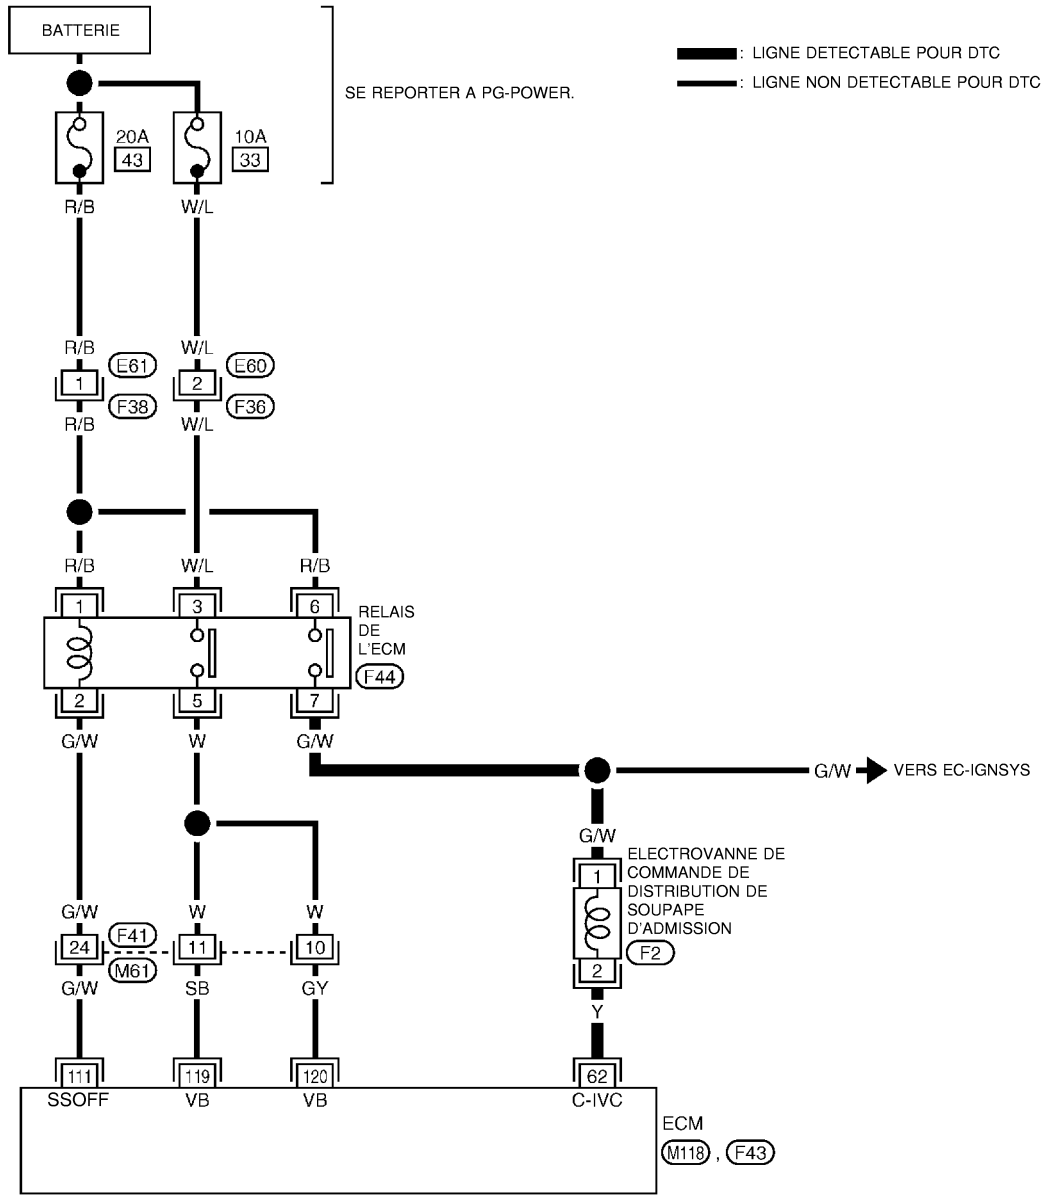 BATTERIE
: LIGNE DETECTABLE POUR DTC
: LIGNE NON DETECTABLE POUR DTC
SE REPORTER A PG-POWER.
20A
43
10A
33
R/B
W/L
R/B
W/L
E61
E60
1
2
F38
F36
R/B
W/L
R/B
W/L
R/B
1
3
6
RELAIS
DE
L'ECM
F44
2
5
7
G/W
W
G/W
G/W
VERS EC-IGNSYS
G/W
1
ELECTROVANNE DE
COMMANDE DE
DISTRIBUTION DE
SOUPAPE
D'ADMISSION
F2
2
Y
G/W
W
W
F41
24
11
10
M61
G/W
SB
GY
111
119
120
62
SSOFF
VB
VB
C-IVC
ECM
M118 , F43